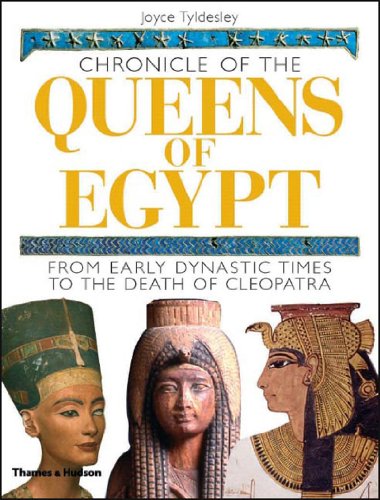 Joyce Tyldesley
CHRONICLE OF THE
QUEENS
OF
EGYPT
FROM EARLY DYNASTIC TIMES
TO THE DEATH OF CLEOPATRA
Thames & Hudson